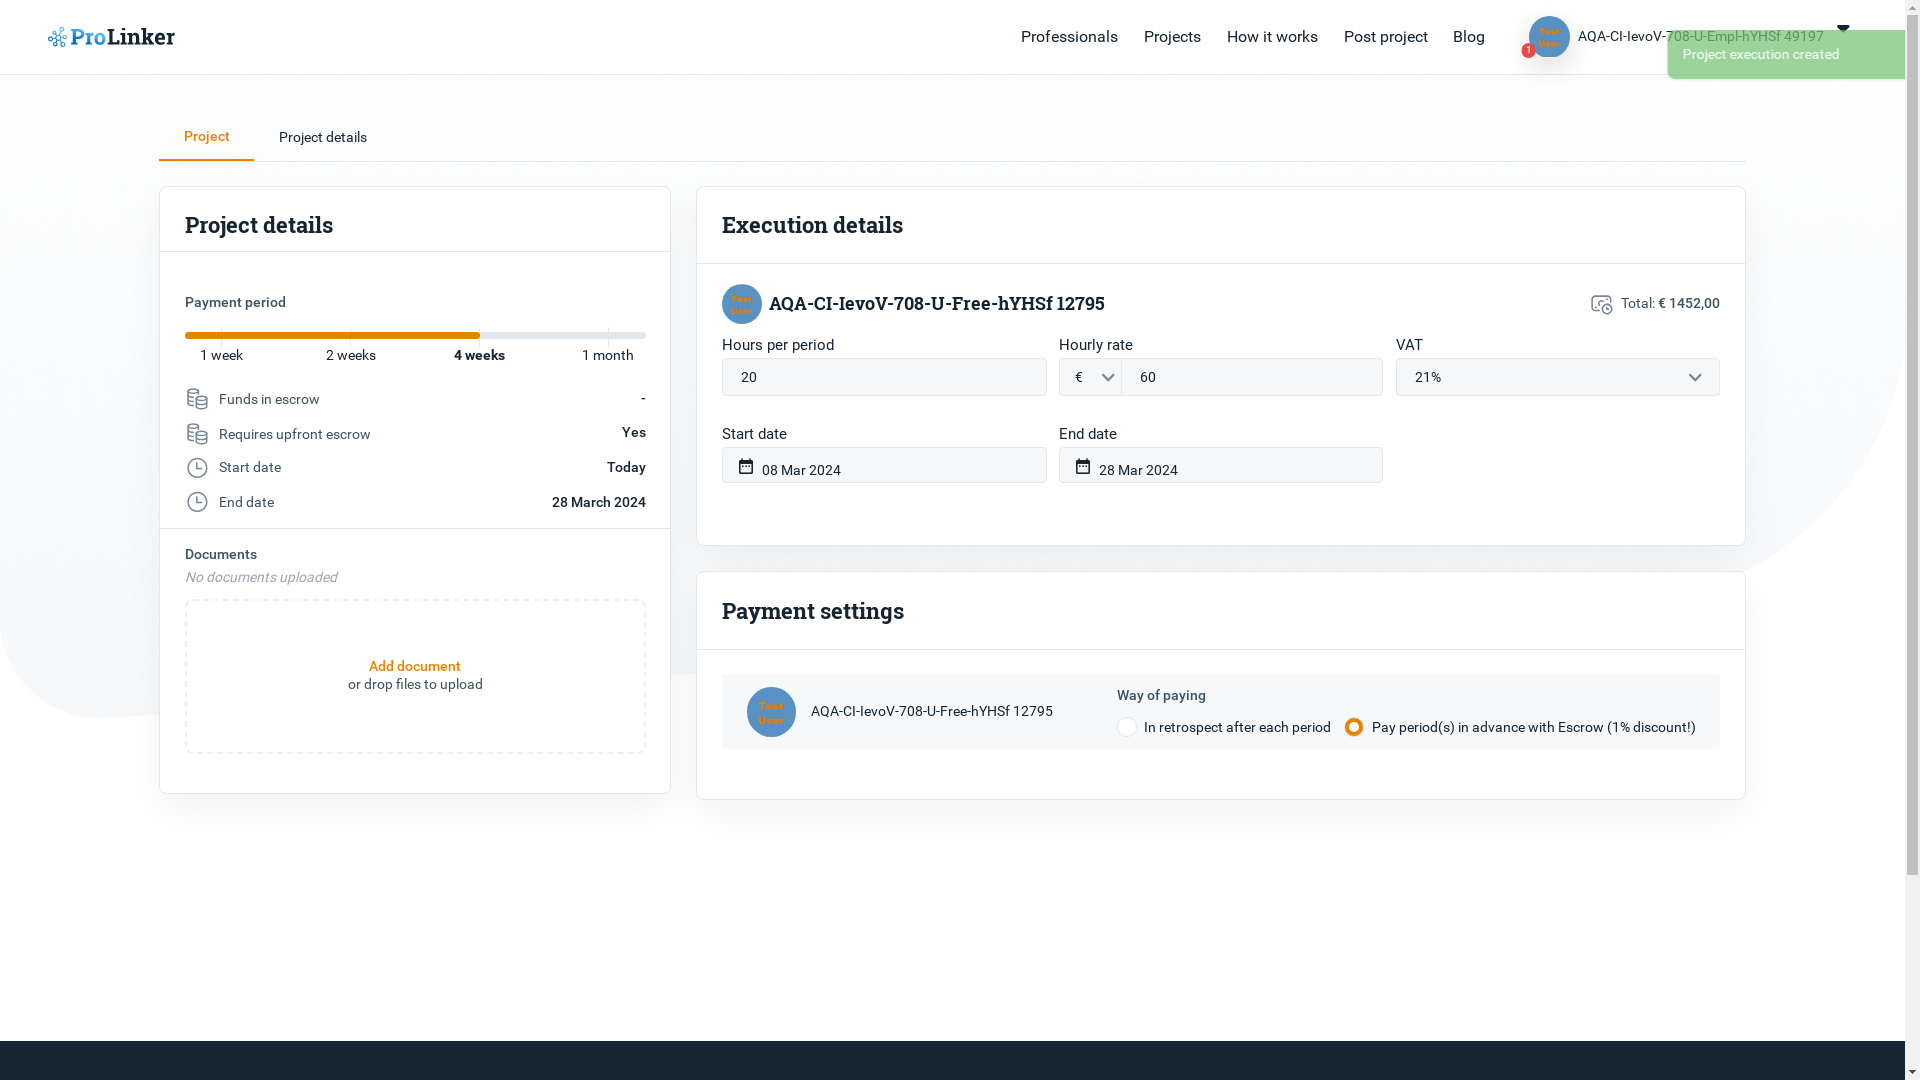 ProLinker
Professionals
Projects
How it works
Post project
Blog
Test
User
1
AQA-CI-IevoV-708-U-Empl-hYHSf 49197
Project execution created
Project
Project details
Project details
Payment period
1 week
2 weeks
4 weeks
1 month
Funds in escrow
-
Requires upfront escrow
Yes
Start date
Today
End date
28 March 2024
Documents
No documents uploaded
Add document
or drop files to upload
Execution details
Test
User
AQA-CI-IevoV-708-U-Free-hYHSf 12795
Total: € 1452,00
Hours per period
Hourly rate
VAT
20
€
60
21%
Start date
End date
08 Mar 2024
28 Mar 2024
Payment settings
Test
User
AQA-CI-IevoV-708-U-Free-hYHSf 12795
Way of paying
In retrospect after each period
Pay period(s) in advance with Escrow (1% discount!)